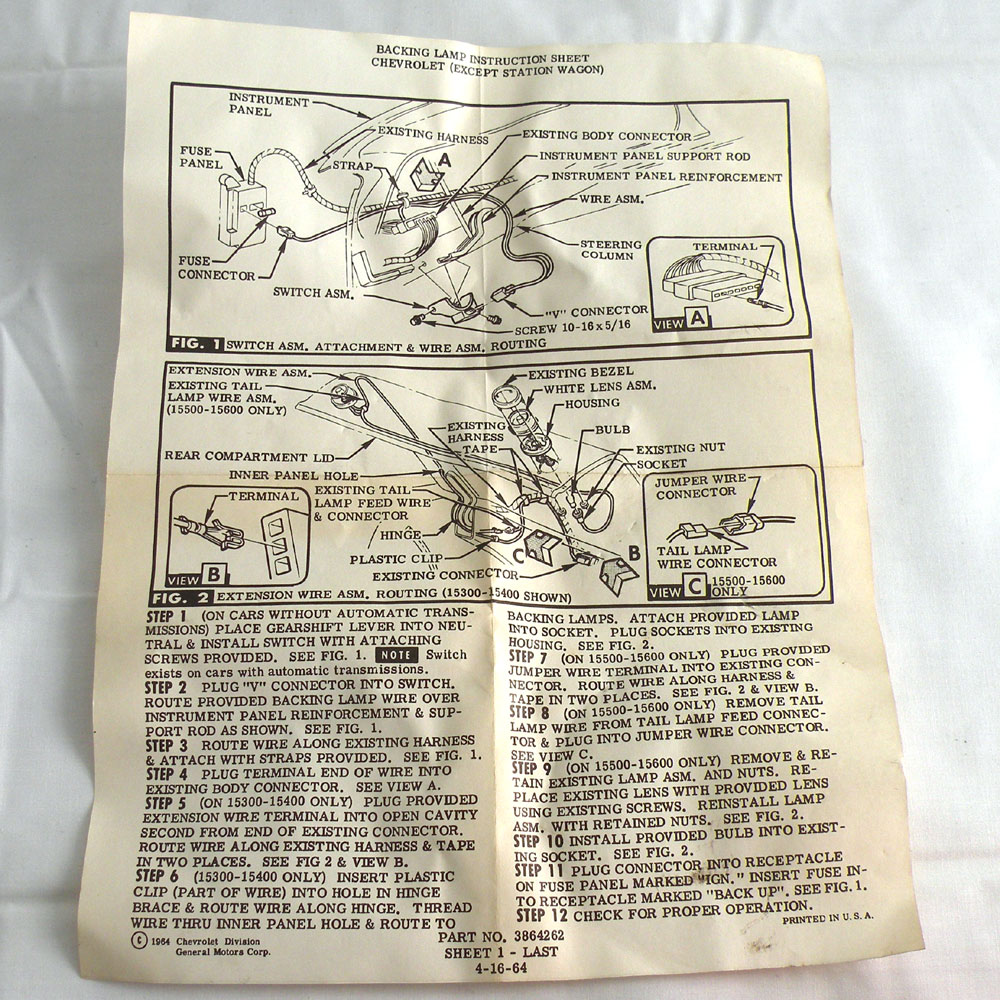 BACKING LAMP INSTRUCTION SHEET
CHEVROLET (EXCEPT STATION WAGON)
INSTRUMENT
PANEL
EXISTING HARNESS
EXISTING BODY CONNECTOR
FUSE
PANEL
STRAP
A
INSTRUMENT PANEL SUPPORT ROD
INSTRUMENT PANEL REINFORCEMENT
WIRE ASM.
STEERING
COLUMN
TERMINAL
FUSE
CONNECTOR
SWITCH ASM.
"V" CONNECTOR
SCREW 10-16 x 5/16
VIEW A
FIG. 1 SWITCH ASM. ATTACHMENT & WIRE ASM. ROUTING
EXTENSION WIRE ASM.
EXISTING TAIL
LAMP WIRE ASM.
(15500-15600 ONLY)
EXISTING BEZEL
WHITE LENS ASM.
HOUSING
EXISTING
HARNESS
TAPE
BULB
EXISTING NUT
SOCKET
REAR COMPARTMENT LID
INNER PANEL HOLE
TERMINAL
EXISTING TAIL
LAMP FEED WIRE
& CONNECTOR
HINGE
PLASTIC CLIP
EXISTING CONNECTOR
C
B
JUMPER WIRE
CONNECTOR
TAIL LAMP
WIRE CONNECTOR
VIEW B
VIEW C 15500-15600
ONLY
FIG. 2 EXTENSION WIRE ASM. ROUTING (15300-15400 SHOWN)
STEP 1 (ON CARS WITHOUT AUTOMATIC TRANS-
MISSIONS) PLACE GEARSHIFT LEVER INTO NEU-
TRAL & INSTALL SWITCH WITH ATTACHING
SCREWS PROVIDED. SEE FIG. 1. NOTE Switch
exists on cars with automatic transmissions.
STEP 2 PLUG "V" CONNECTOR INTO SWITCH.
ROUTE PROVIDED BACKING LAMP WIRE OVER
INSTRUMENT PANEL REINFORCEMENT & SUP-
PORT ROD AS SHOWN. SEE FIG. 1.
STEP 3 ROUTE WIRE ALONG EXISTING HARNESS
& ATTACH WITH STRAPS PROVIDED. SEE FIG. 1.
STEP 4 PLUG TERMINAL END OF WIRE INTO
EXISTING BODY CONNECTOR. SEE VIEW A.
STEP 5 (ON 15300-15400 ONLY) PLUG PROVIDED
EXTENSION WIRE TERMINAL INTO OPEN CAVITY
SECOND FROM END OF EXISTING CONNECTOR.
ROUTE WIRE ALONG EXISTING HARNESS & TAPE
IN TWO PLACES. SEE FIG 2 & VIEW B.
STEP 6 (15300-15400 ONLY) INSERT PLASTIC
CLIP (PART OF WIRE) INTO HOLE IN HINGE
BRACE & ROUTE WIRE ALONG HINGE. THREAD
WIRE THRU INNER PANEL HOLE & ROUTE TO
BACKING LAMPS. ATTACH PROVIDED LAMP
INTO SOCKET. PLUG SOCKETS INTO EXISTING
HOUSING. SEE FIG. 2.
STEP 7 (ON 15500-15600 ONLY) PLUG PROVIDED
JUMPER WIRE TERMINAL INTO EXISTING CON-
NECTOR. ROUTE WIRE ALONG HARNESS &
TAPE IN TWO PLACES. SEE FIG. 2 & VIEW B.
STEP 8 (ON 15500-15600 ONLY) REMOVE TAIL
LAMP WIRE FROM TAIL LAMP FEED CONNEC-
TOR & PLUG INTO JUMPER WIRE CONNECTOR.
SEE VIEW C.
STEP 9 (ON 15500-15600 ONLY) REMOVE & RE-
TAIN EXISTING LAMP ASM. AND NUTS. RE-
PLACE EXISTING LENS WITH PROVIDED LENS
USING EXISTING SCREWS. REINSTALL LAMP
ASM. WITH RETAINED NUTS. SEE FIG. 2.
STEP 10 INSTALL PROVIDED BULB INTO EXIST-
ING SOCKET. SEE FIG. 2.
STEP 11 PLUG CONNECTOR INTO RECEPTACLE
ON FUSE PANEL MARKED "IGN." INSERT FUSE IN-
TO RECEPTACLE MARKED "BACK UP". SEE FIG. 1.
STEP 12 CHECK FOR PROPER OPERATION.
PRINTED IN U.S.A.
© 1964 Chevrolet Division
General Motors Corp.
PART NO. 3864262
SHEET 1 - LAST
4-16-64